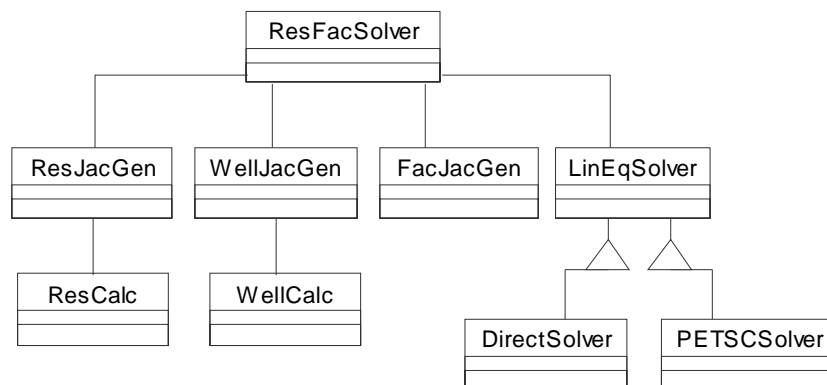 ResFacSolver
ResJacGen
WellJacGen
FacJacGen
LinEqSolver
ResCalc
WellCalc
DirectSolver
PETSCSolver